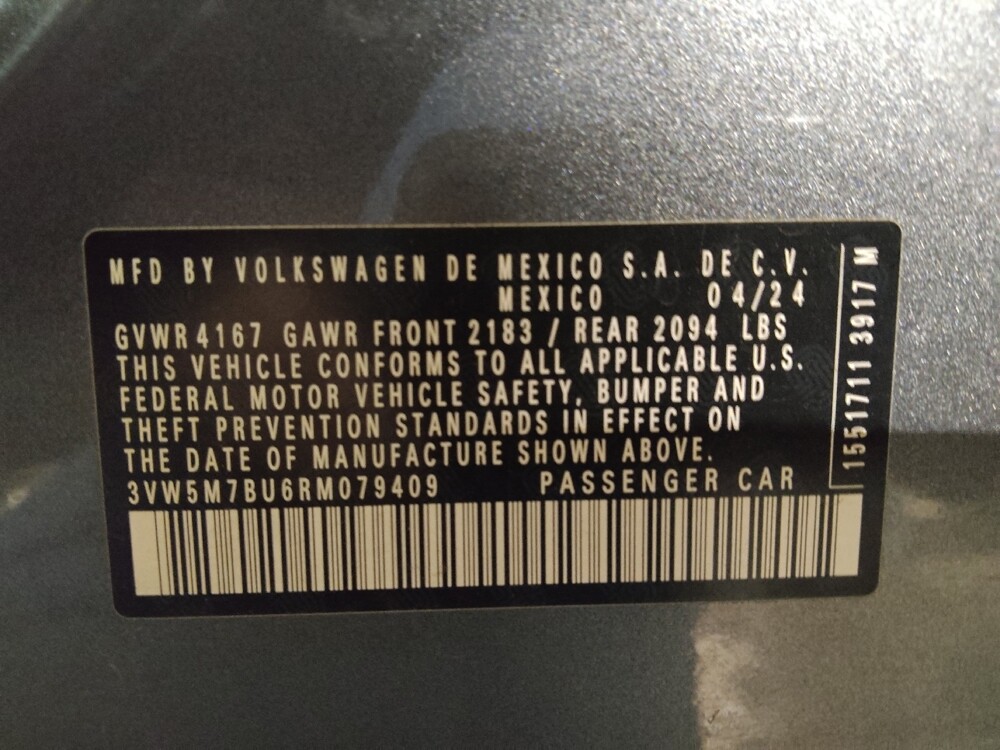 MFD BY VOLKSWAGEN DE MEXICO S.A. DE C.V.
MEXICO 04/24
GVWR 4167 GAWR FRONT 2183 / REAR 2094 LBS
THIS VEHICLE CONFORMS TO ALL APPLICABLE U.S.
FEDERAL MOTOR VEHICLE SAFETY, BUMPER AND
THEFT PREVENTION STANDARDS IN EFFECT ON
THE DATE OF MANUFACTURE SHOWN ABOVE.
3VW5M7BU6RM079409 PASSENGER CAR
1551711 3917 M